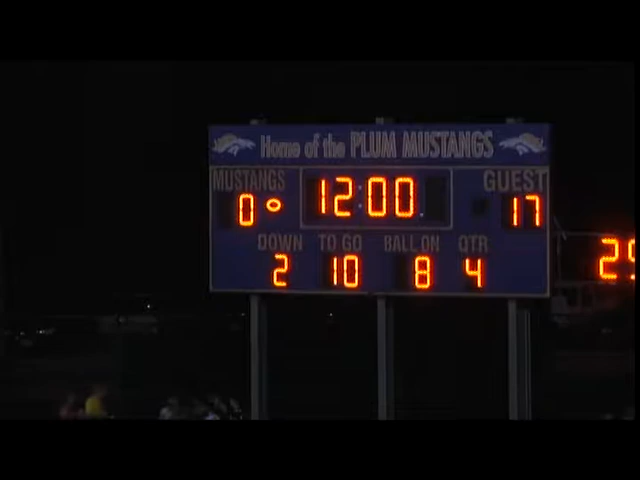 Home of the PLUM MUSTANGS
MUSTANGS 12:00 GUEST
0 17
DOWN TO GO BALL ON QTR
2 10 8 4